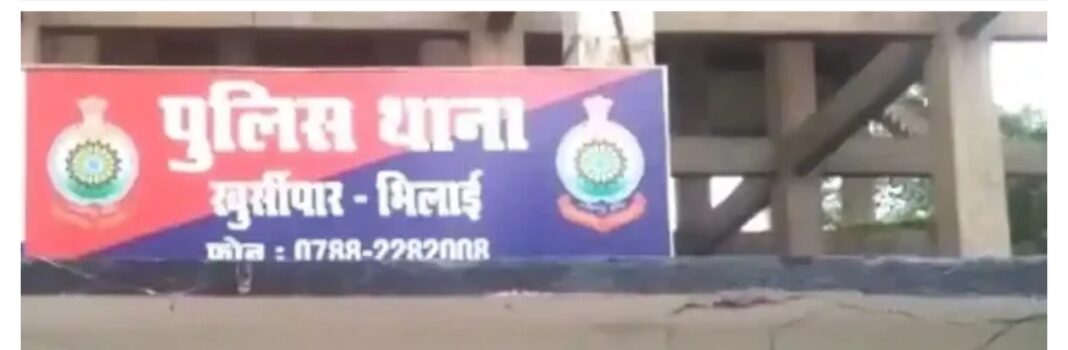 पुलिस थाना
खुर्सीपार - भिलाई
फोन : 0788-2282008